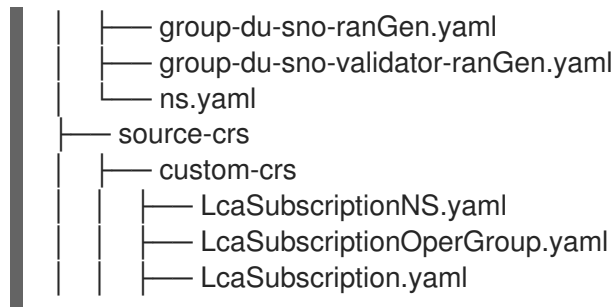 │   ├── group-du-sno-ranGen.yaml
│   ├── group-du-sno-validator-ranGen.yaml
│   └── ns.yaml
├── source-crs
│   ├── custom-crs
│   │   ├── LcaSubscriptionNS.yaml
│   │   ├── LcaSubscriptionOperGroup.yaml
│   │   ├── LcaSubscription.yaml